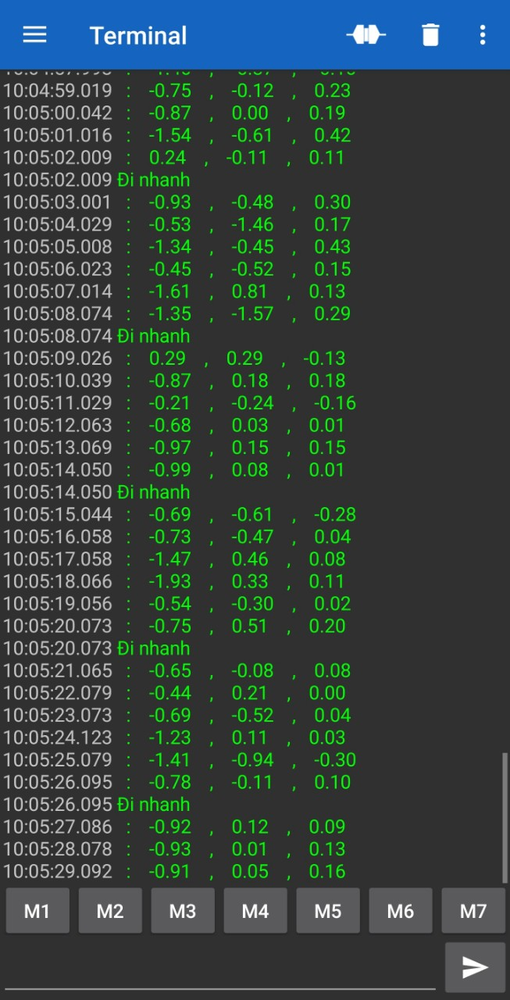 Terminal
10:04:59.019 : -0.75 , -0.12 , 0.23
10:05:00.042 : -0.87 , 0.00 , 0.19
10:05:01.016 : -1.54 , -0.61 , 0.42
10:05:02.009 : 0.24 , -0.11 , 0.11
10:05:02.009 Đi nhanh
10:05:03.001 : -0.93 , -0.48 , 0.30
10:05:04.029 : -0.53 , -1.46 , 0.17
10:05:05.008 : -1.34 , -0.45 , 0.43
10:05:06.023 : -0.45 , -0.52 , 0.15
10:05:07.014 : -1.61 , 0.81 , 0.13
10:05:08.074 : -1.35 , -1.57 , 0.29
10:05:08.074 Đi nhanh
10:05:09.026 : 0.29 , 0.29 , -0.13
10:05:10.039 : -0.87 , 0.18 , 0.18
10:05:11.029 : -0.21 , -0.24 , -0.16
10:05:12.063 : -0.68 , 0.03 , 0.01
10:05:13.069 : -0.97 , 0.15 , 0.15
10:05:14.050 : -0.99 , 0.08 , 0.01
10:05:14.050 Đi nhanh
10:05:15.044 : -0.69 , -0.61 , -0.28
10:05:16.058 : -0.73 , -0.47 , 0.04
10:05:17.058 : -1.47 , 0.46 , 0.08
10:05:18.066 : -1.93 , 0.33 , 0.11
10:05:19.056 : -0.54 , -0.30 , 0.02
10:05:20.073 : -0.75 , 0.51 , 0.20
10:05:20.073 Đi nhanh
10:05:21.065 : -0.65 , -0.08 , 0.08
10:05:22.079 : -0.44 , 0.21 , 0.00
10:05:23.073 : -0.69 , -0.52 , 0.04
10:05:24.123 : -1.23 , 0.11 , 0.03
10:05:25.079 : -1.41 , -0.94 , -0.30
10:05:26.095 : -0.78 , -0.11 , 0.10
10:05:26.095 Đi nhanh
10:05:27.086 : -0.92 , 0.12 , 0.09
10:05:28.078 : -0.93 , 0.01 , 0.13
10:05:29.092 : -0.91 , 0.05 , 0.16
M1 M2 M3 M4 M5 M6 M7